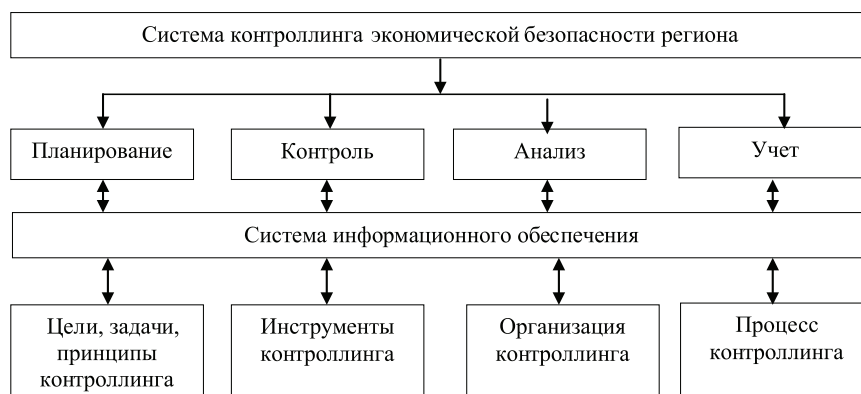 Система контроллинга экономической безопасности региона
Планирование
Контроль
Анализ
Учет
Система информационного обеспечения
Цели, задачи,
принципы
контроллинга
Инструменты
контроллинга
Организация
контроллинга
Процесс
контроллинга